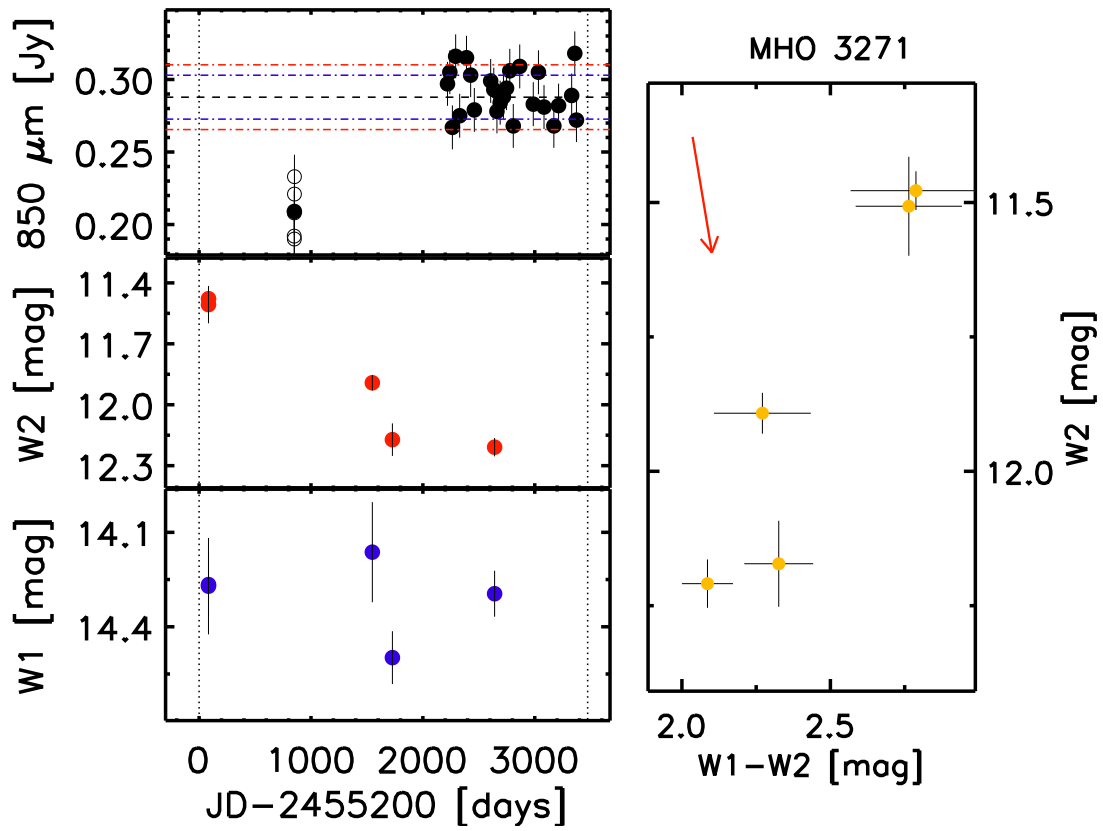 850 μm [Jy]
0.30
0.25
0.20
W2 [mag]
11.4
11.7
12.0
12.3
W1 [mag]
14.1
14.4
0 1000 2000 3000
JD−2455200 [days]
MHO 3271
11.5
12.0
W2 [mag]
2.0 2.5
W1−W2 [mag]